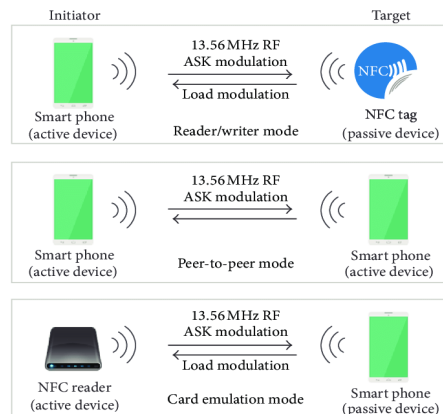 Initiator
Target
13.56 MHz RF
ASK modulation
NFC
Load modulation
Smart phone
(active device)
Reader/writer mode
NFC tag
(passive device)
13.56 MHz RF
ASK modulation
Smart phone
(active device)
Peer-to-peer mode
Smart phone
(active device)
13.56 MHz RF
ASK modulation
Load modulation
NFC reader
(active device)
Card emulation mode
Smart phone
(passive device)